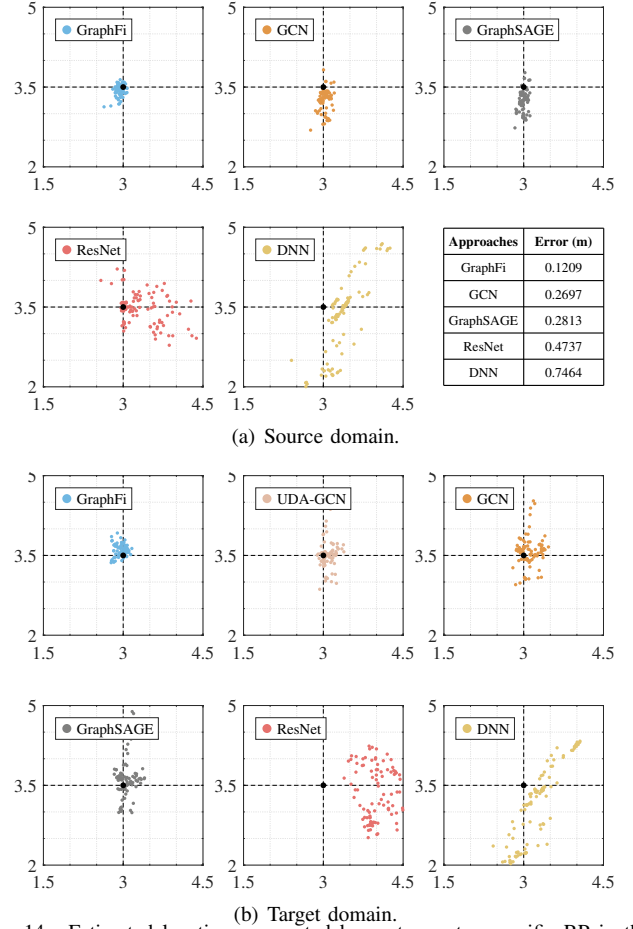 5 5 5
GraphFi GCN GraphSAGE
3.5 3.5 3.5
2 2 2
1.5 3 4.5 1.5 3 4.5 1.5 3 4.5
5 5
ResNet DNN
3.5 3.5
2 2
1.5 3 4.5 1.5 3 4.5
Approaches Error (m)
GraphFi 0.1209
GCN 0.2697
GraphSAGE 0.2813
ResNet 0.4737
DNN 0.7464
(a) Source domain.
5 5 5
GraphFi UDA-GCN GCN
3.5 3.5 3.5
2 2 2
1.5 3 4.5 1.5 3 4.5 1.5 3 4.5
5 5 5
GraphSAGE ResNet DNN
3.5 3.5 3.5
2 2 2
1.5 3 4.5 1.5 3 4.5 1.5 3 4.5
(b) Target domain.